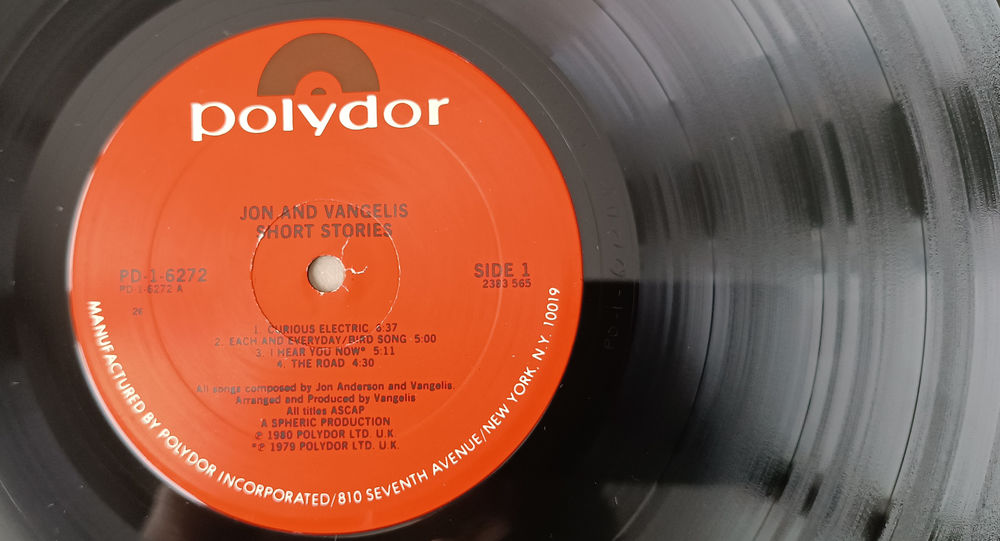 polydor
JON AND VANGELIS
SHORT STORIES
PD-1-6272
PD-1-6272 A
SIDE 1
2383 565
26
1. CURIOUS ELECTRIC 6:37
2. EACH AND EVERYDAY/BIRD SONG 5:00
3. I HEAR YOU NOW* 5:11
4. THE ROAD 4:30
All songs composed by Jon Anderson and Vangelis.
Arranged and Produced by Vangelis
All titles ASCAP
A SPHERIC PRODUCTION
℗ 1980 POLYDOR LTD. U.K.
*℗ 1979 POLYDOR LTD. U.K.
MANUFACTURED BY POLYDOR INCORPORATED/810 SEVENTH AVENUE/NEW YORK, N.Y. 10019